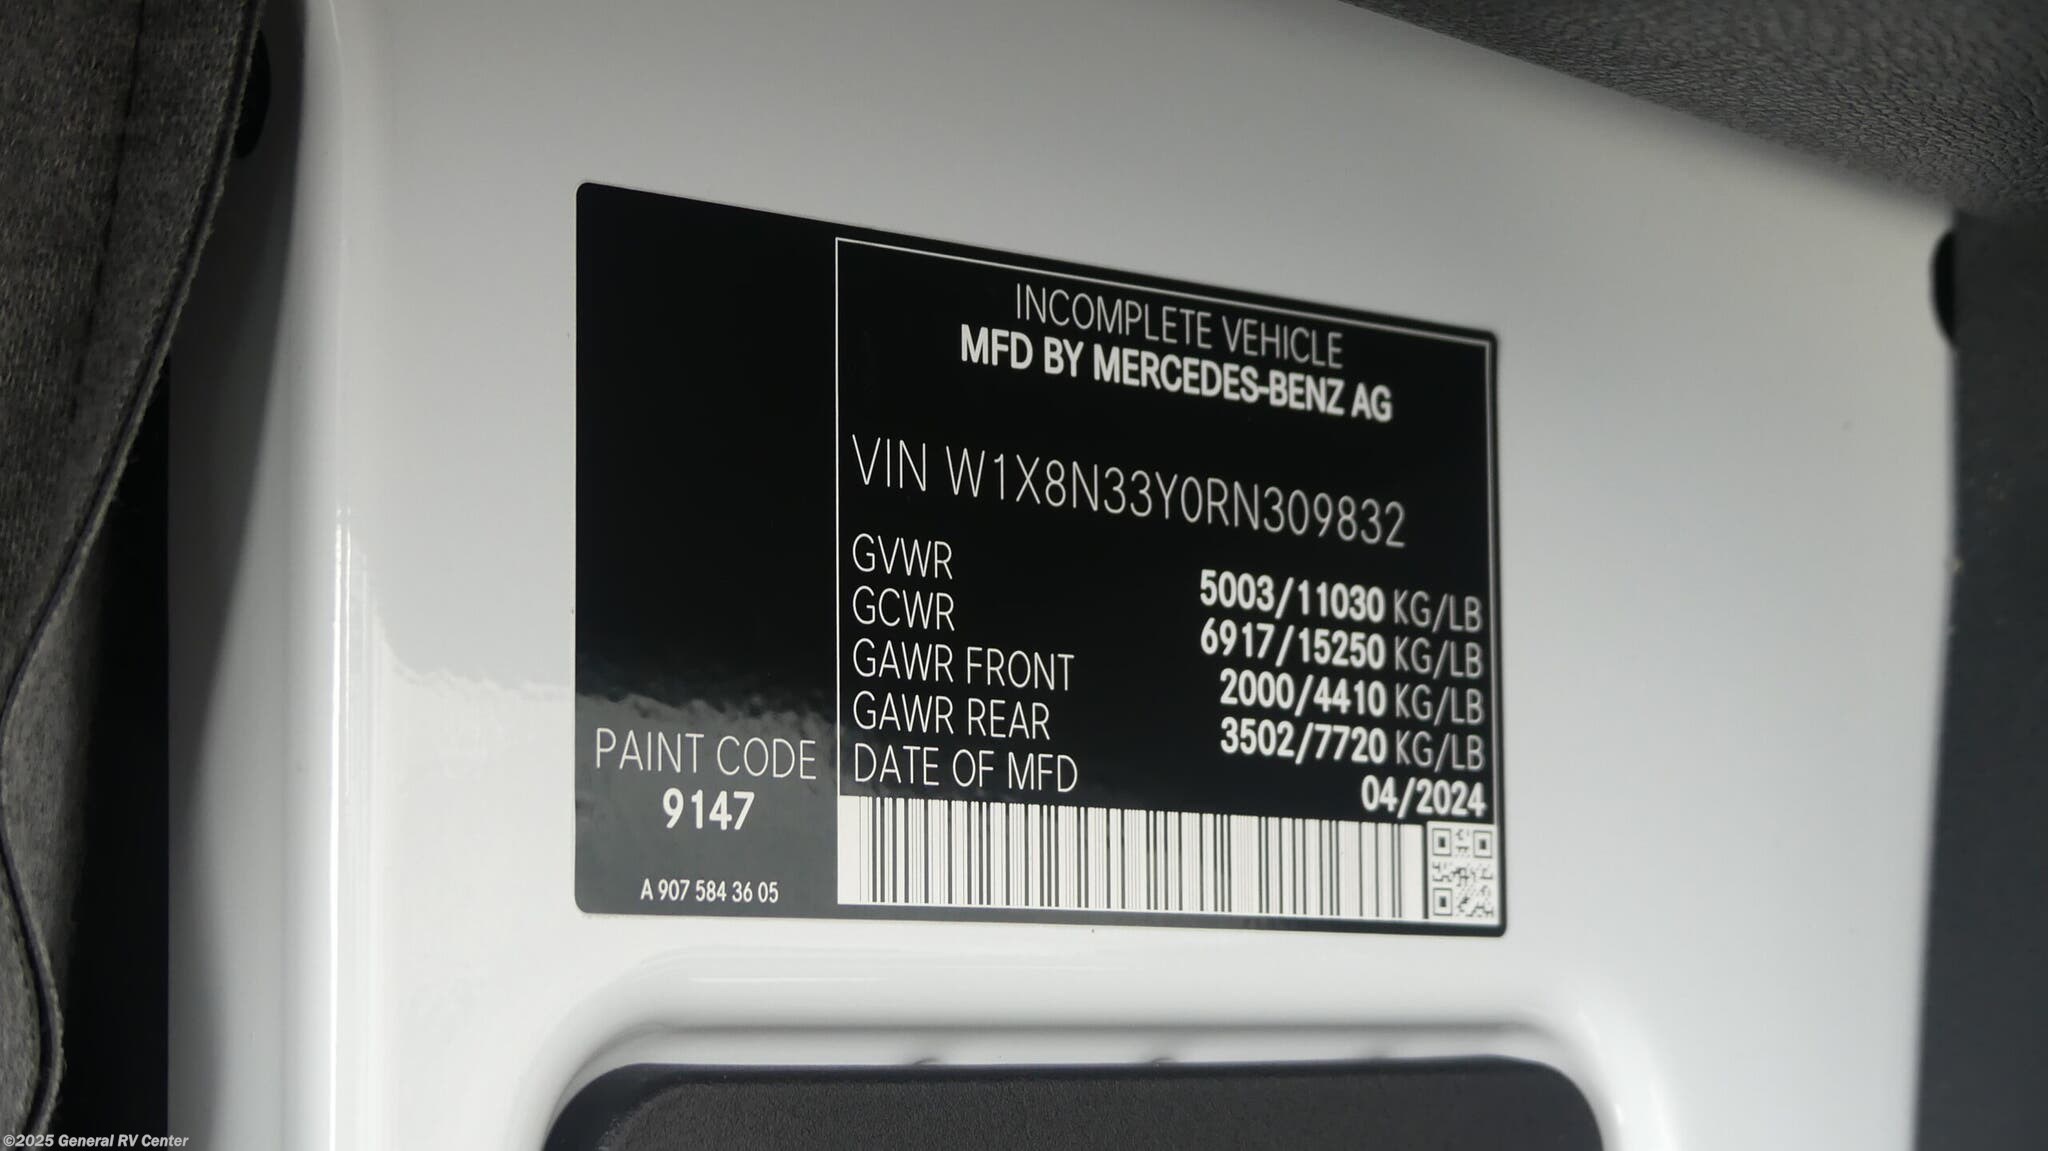 INCOMPLETE VEHICLE
MFD BY MERCEDES-BENZ AG
VIN W1X8N33Y0RN309832
GVWR 5003/11030 KG/LB
GCWR 6917/15250 KG/LB
GAWR FRONT 2000/4410 KG/LB
GAWR REAR 3502/7720 KG/LB
DATE OF MFD 04/2024
PAINT CODE
9147
A 907 584 36 05
©2025 General RV Center